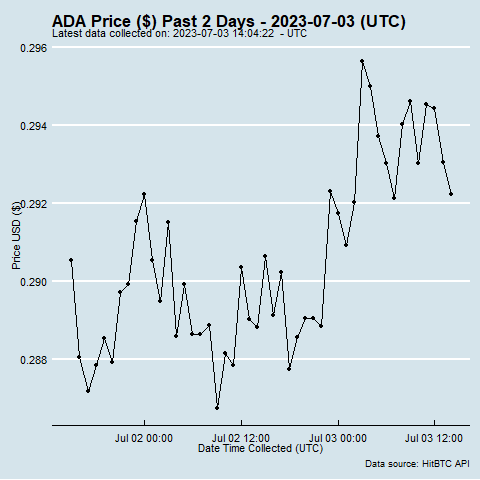 ADA Price ($) Past 2 Days - 2023-07-03 (UTC)
Latest data collected on: 2023-07-03 14:04:22 - UTC
0.296
0.294
0.292
0.290
0.288
Price USD ($)
Jul 02 00:00 Jul 02 12:00 Jul 03 00:00 Jul 03 12:00
Date Time Collected (UTC)
Data source: HitBTC API